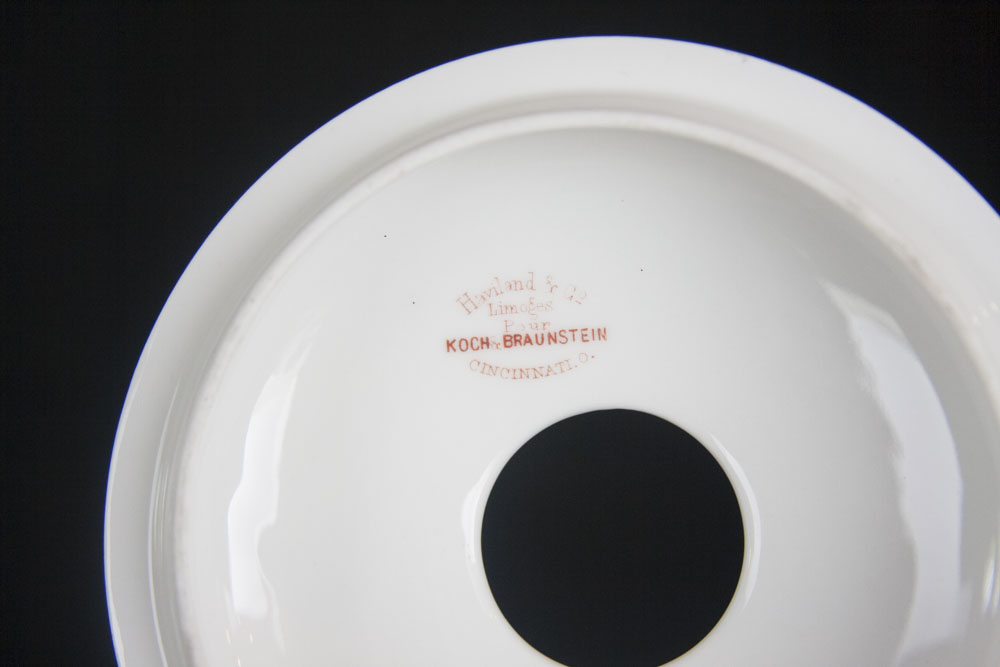 Haviland & Co.
Limoges
Pour
KOCH & BRAUNSTEIN
CINCINNATI. O.